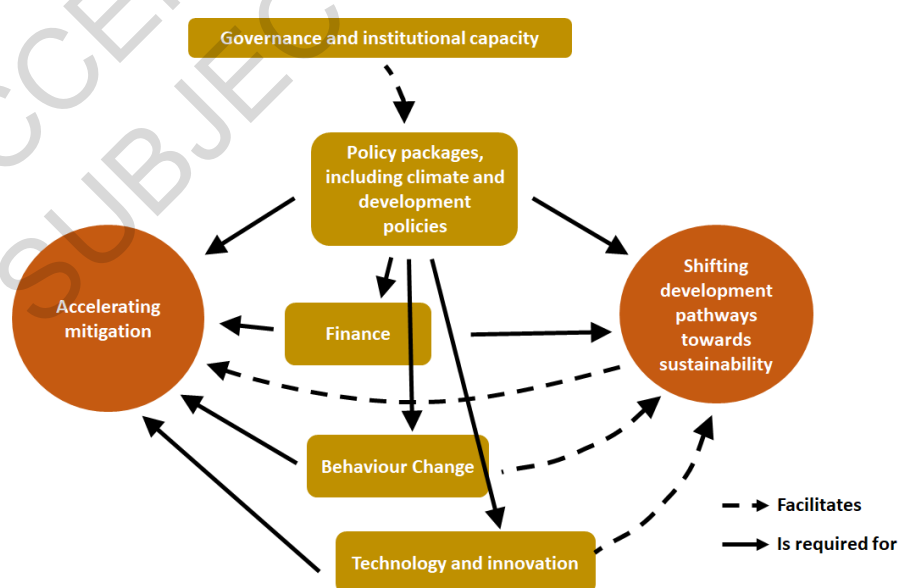 Governance and institutional capacity
Policy packages,
including climate and
development
policies
Accelerating
mitigation
Shifting
development
pathways
towards
sustainability
Finance
Behaviour Change
Technology and innovation
Facilitates
Is required for
SUBJEC